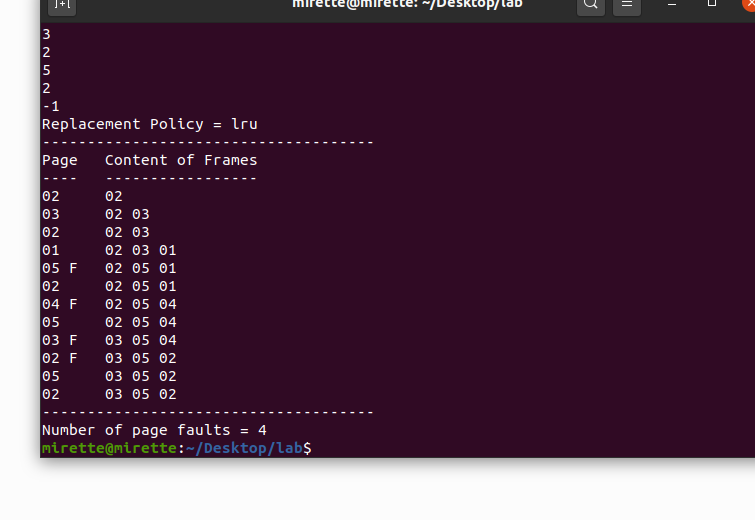 mirette@mirette: ~/Desktop/lab
3
2
5
2
-1
Replacement Policy = lru
-------------------------------------
Page   Content of Frames
----   -----------------
02     02
03     02 03
02     02 03
01     02 03 01
05 F   02 05 01
02     02 05 01
04 F   02 05 04
05     02 05 04
03 F   03 05 04
02 F   03 05 02
05     03 05 02
02     03 05 02
-------------------------------------
Number of page faults = 4
mirette@mirette:~/Desktop/lab$